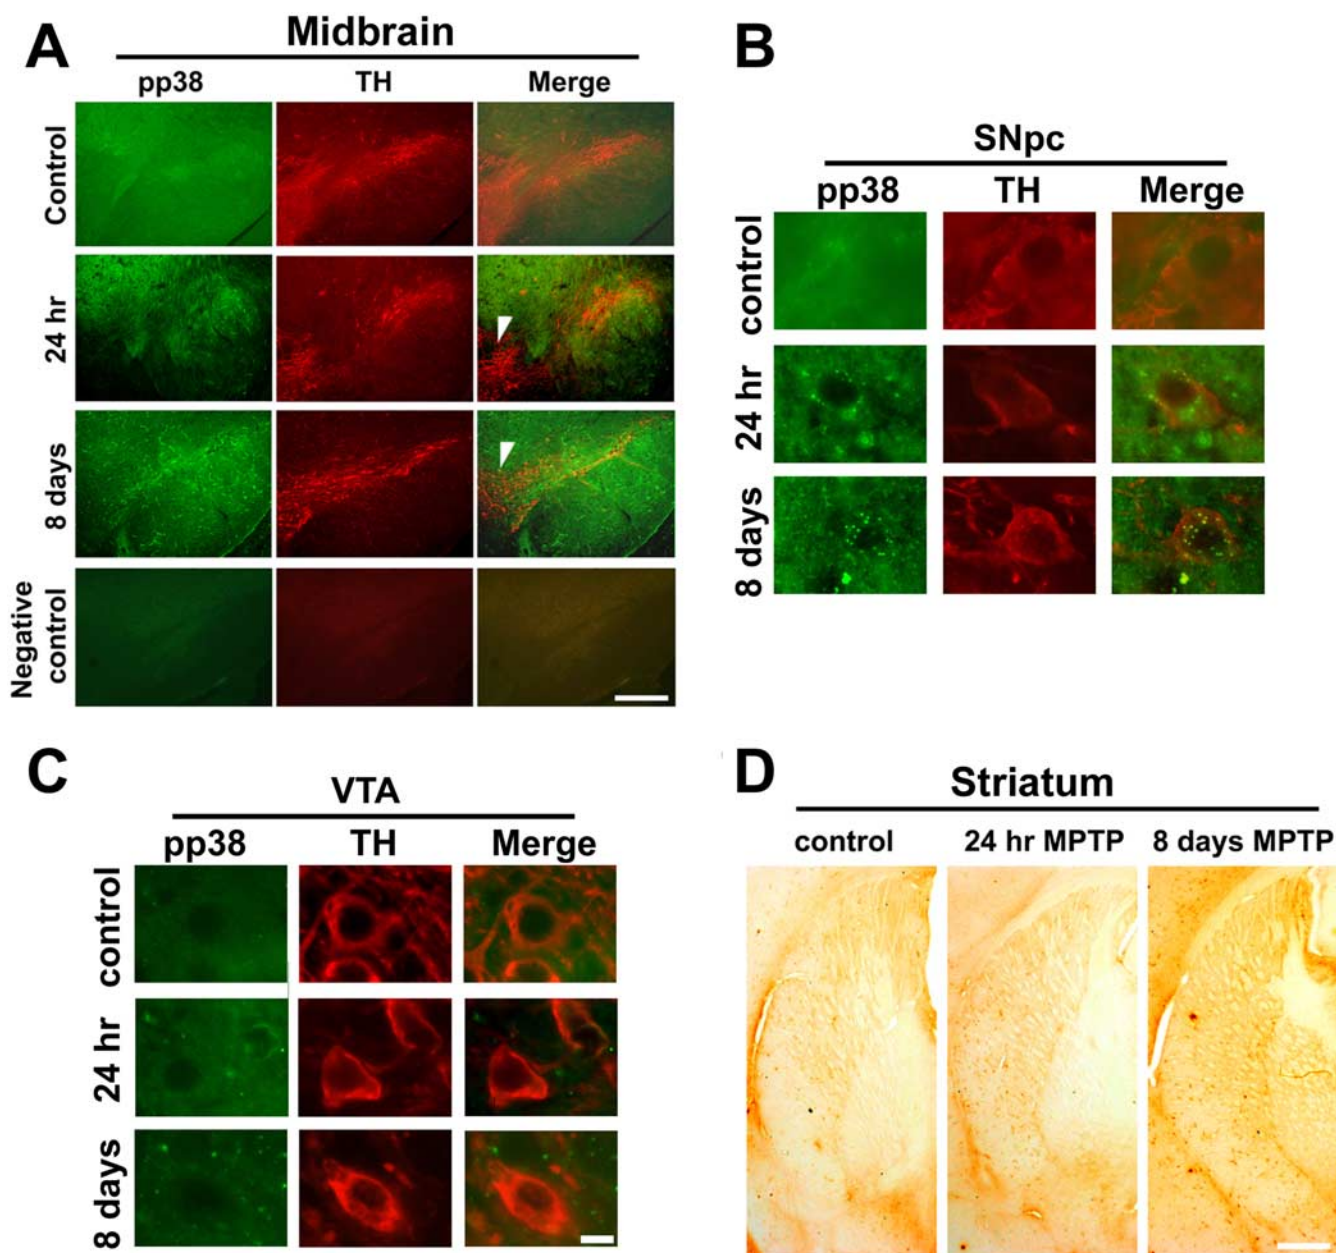 A
Midbrain
pp38 TH Merge
Control
24 hr
8 days
Negative
control
B
SNpc
pp38 TH Merge
control
24 hr
8 days
C
VTA
pp38 TH Merge
control
24 hr
8 days
D
Striatum
control 24 hr MPTP 8 days MPTP